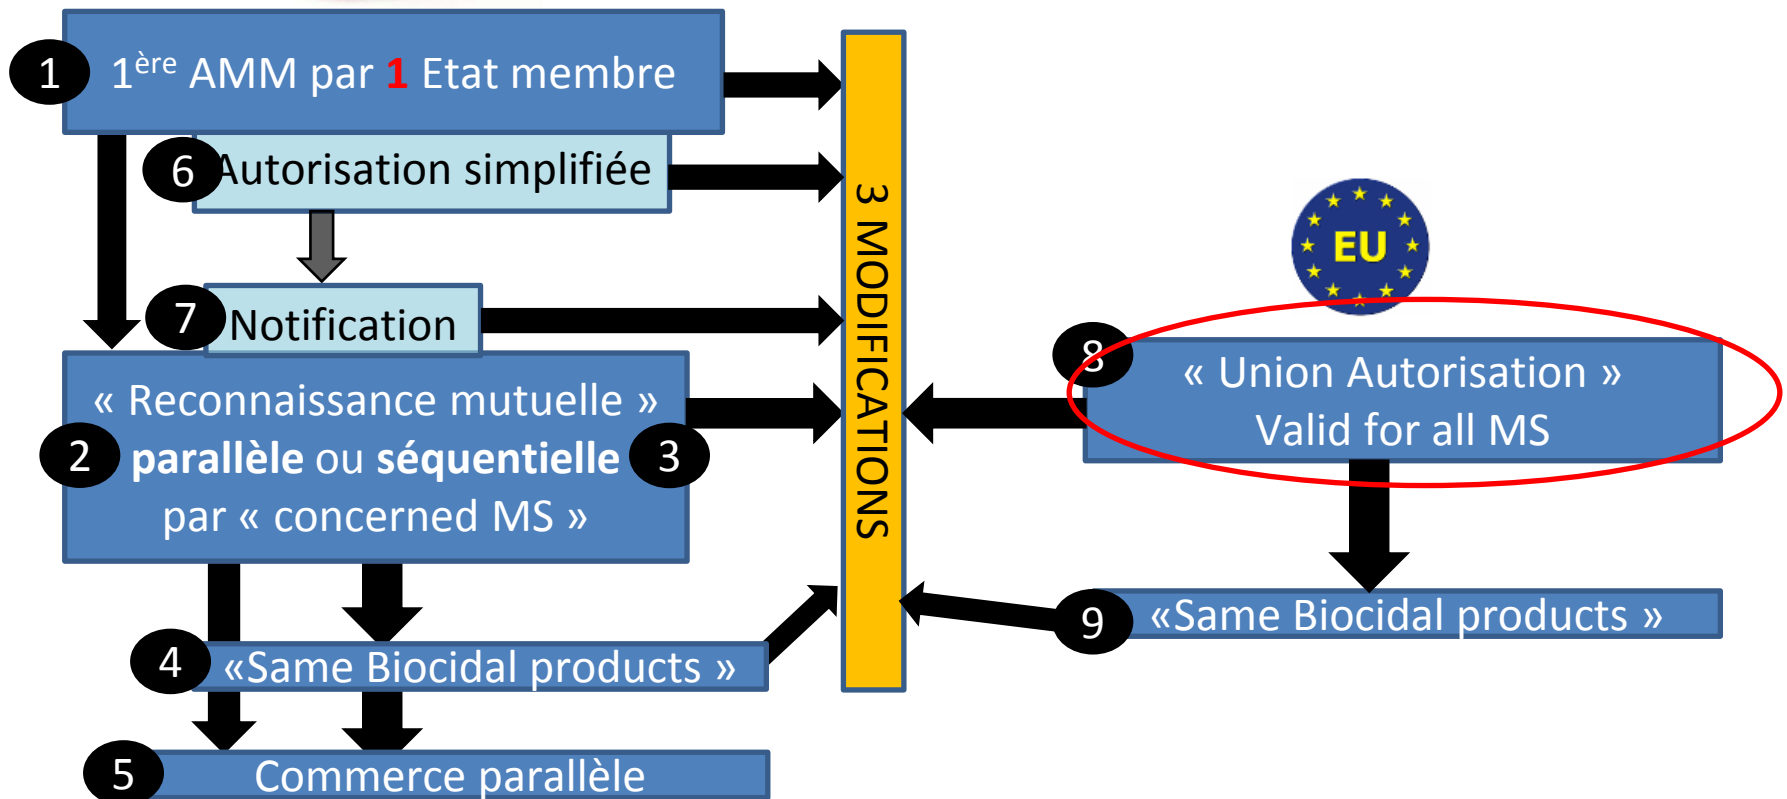 1 1ère AMM par 1 Etat membre
6 Autorisation simplifiée
7 Notification
« Reconnaissance mutuelle »
2 parallèle ou séquentielle 3
par « concerned MS »
4 «Same Biocidal products »
5 Commerce parallèle
3 MODIFICATIONS
EU
8 « Union Autorisation »
Valid for all MS
9 «Same Biocidal products »